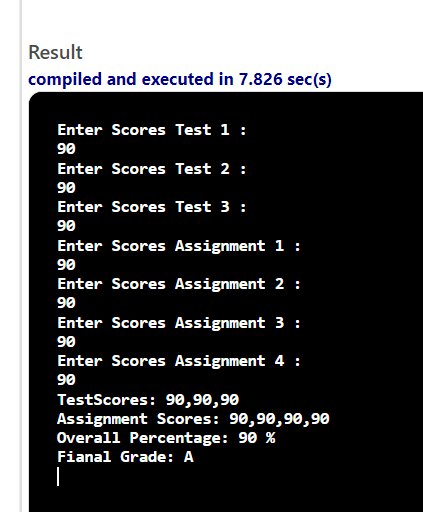 Result
compiled and executed in 7.826 sec(s)
Enter Scores Test 1 :
90
Enter Scores Test 2 :
90
Enter Scores Test 3 :
90
Enter Scores Assignment 1 :
90
Enter Scores Assignment 2 :
90
Enter Scores Assignment 3 :
90
Enter Scores Assignment 4 :
90
TestScores: 90,90,90
Assignment Scores: 90,90,90,90
Overall Percentage: 90 %
Fianal Grade: A